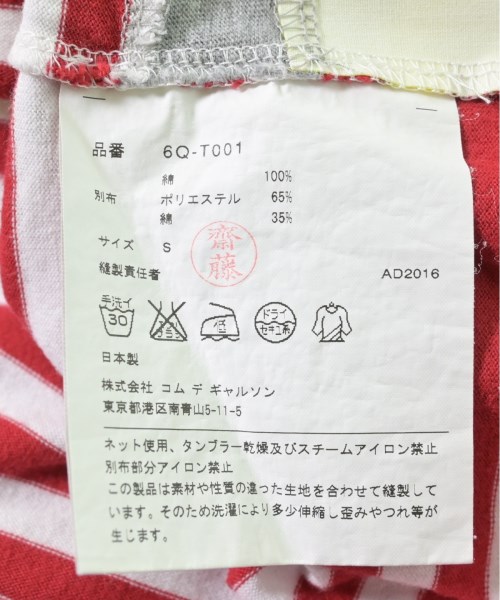 品番 6Q-T001
綿 100%
別布 ポリエステル 65%
綿 35%
サイズ S
齋藤
縫製責任者 AD2016
手洗イ
30
エンソサラシ
低
ドライ
セキユ系
日本製
株式会社 コム デ ギャルソン
東京都港区南青山5-11-5
ネット使用、タンブラー乾燥及びスチームアイロン禁止
別布部分アイロン禁止
この製品は素材や性質の違った生地を合わせて縫製して
います。そのため洗濯により多少伸縮し歪みやつれ等が
生じます。